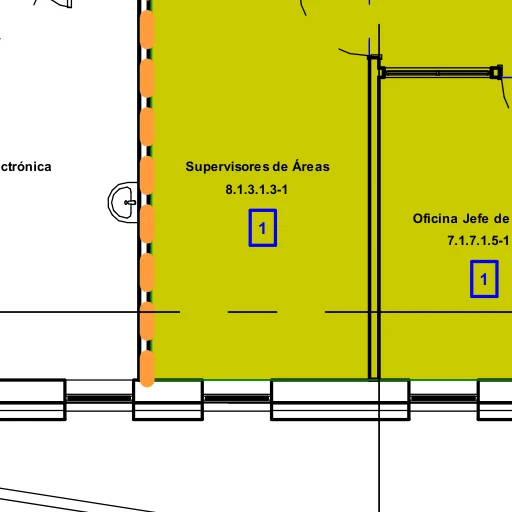 ctrónica
Supervisores de Áreas
8.1.3.1.3-1
1
Oficina Jefe de
7.1.7.1.5-1
1